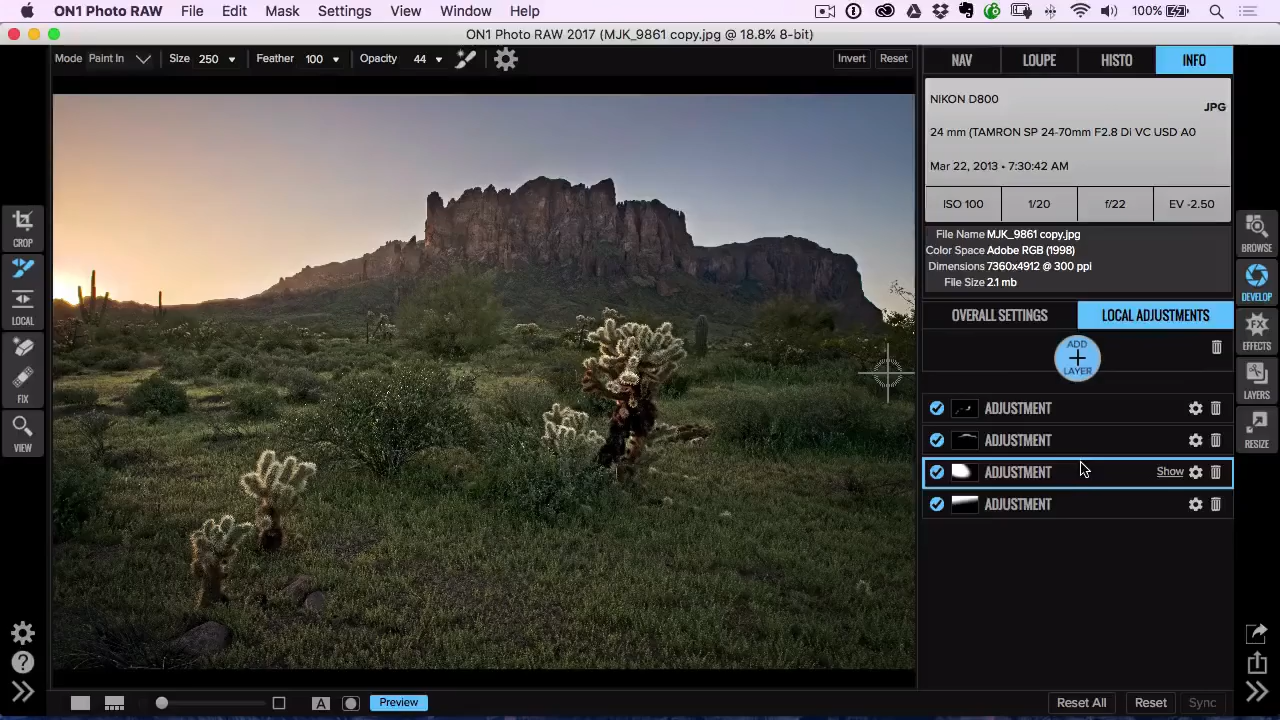 ON1 Photo RAW File Edit Mask Settings View Window Help 100%
ON1 Photo RAW 2017 (MJK_9861 copy.jpg @ 18.8% 8-bit)
Mode Paint In Size 250 Feather 100 Opacity 44 Invert Reset
NAV LOUPE HISTO INFO
NIKON D800
JPG
24 mm (TAMRON SP 24-70mm F2.8 Di VC USD A0
Mar 22, 2013 • 7:30:42 AM
ISO 100 1/20 f/22 EV -2.50
File Name MJK_9861 copy.jpg
Color Space Adobe RGB (1998)
Dimensions 7360x4912 @ 300 ppi
File Size 2.1 mb
OVERALL SETTINGS LOCAL ADJUSTMENTS
ADD
LAYER
ADJUSTMENT
ADJUSTMENT
ADJUSTMENT Show
ADJUSTMENT
CROP
LOCAL
FIX
VIEW
BROWSE
DEVELOP
FX
EFFECTS
LAYERS
RESIZE
?
A Preview Reset All Reset Sync